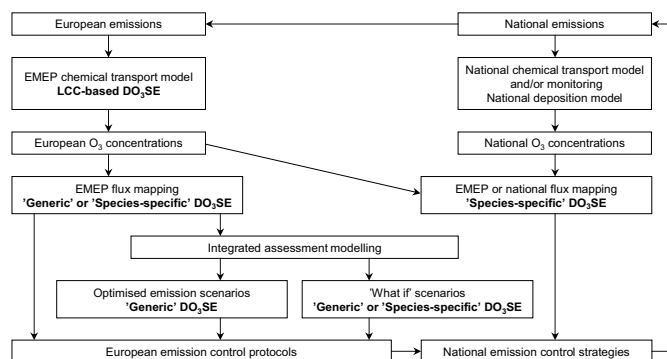 European emissions
National emissions
EMEP chemical transport model
LCC-based DO₃SE
National chemical transport model
and/or monitoring
National deposition model
European O₃ concentrations
National O₃ concentrations
EMEP flux mapping
'Generic' or 'Species-specific' DO₃SE
EMEP or national flux mapping
'Species-specific' DO₃SE
Integrated assessment modelling
Optimised emission scenarios
'Generic' DO₃SE
'What if' scenarios
'Generic' or 'Species-specific' DO₃SE
European emission control protocols
National emission control strategies